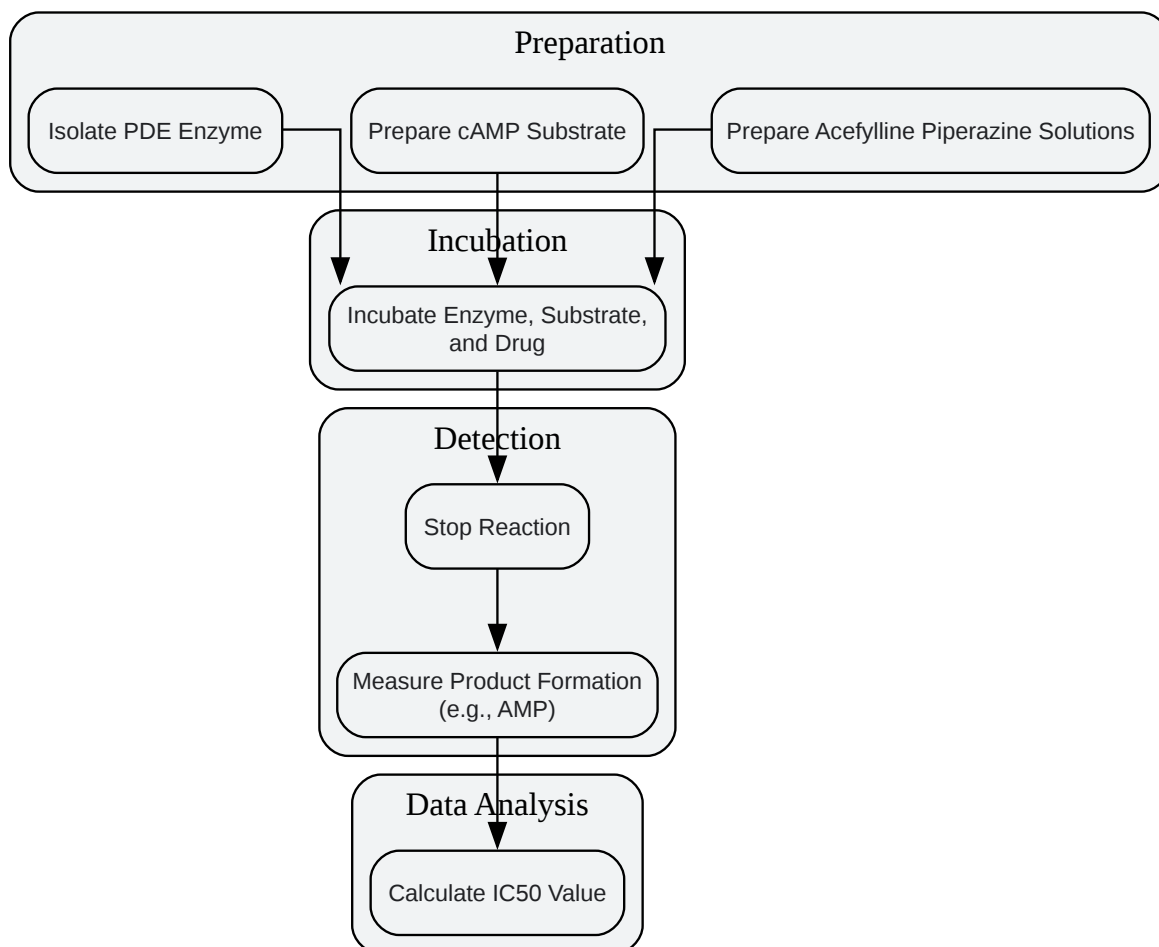 Preparation
Isolate PDE Enzyme
Prepare cAMP Substrate
Prepare Acefylline Piperazine Solutions
Incubation
Incubate Enzyme, Substrate,
and Drug
Detection
Stop Reaction
Measure Product Formation
(e.g., AMP)
Data Analysis
Calculate IC50 Value